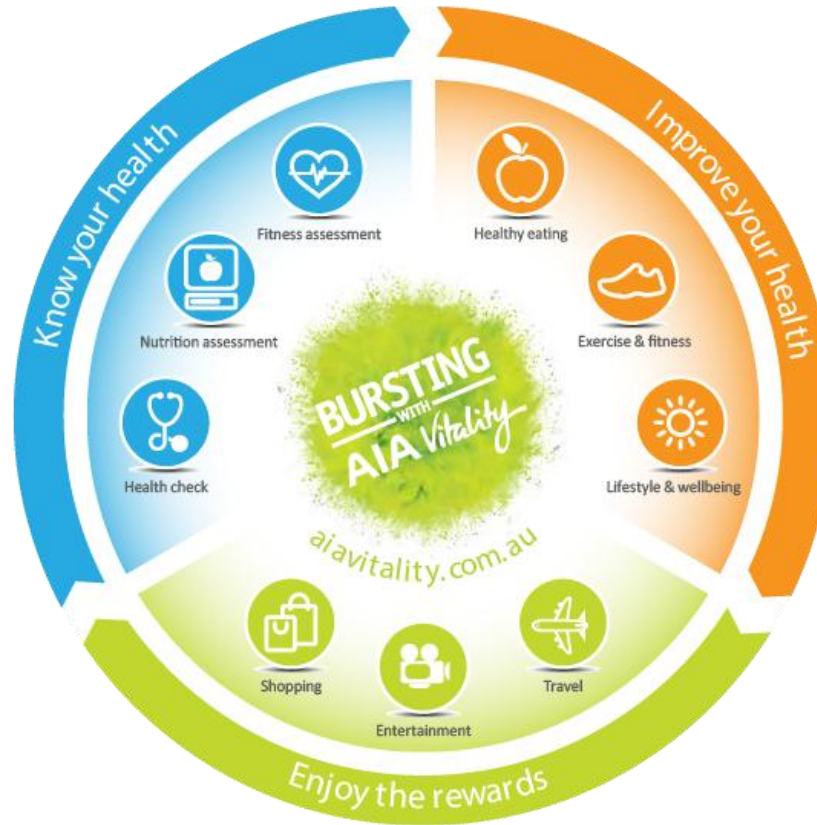 Know your health
Fitness assessment
Nutrition assessment
Health check
Improve your health
Healthy eating
Exercise & fitness
Lifestyle & wellbeing
BURSTING
WITH
AIA Vitality
aiavitality.com.au
Shopping
Entertainment
Travel
Enjoy the rewards